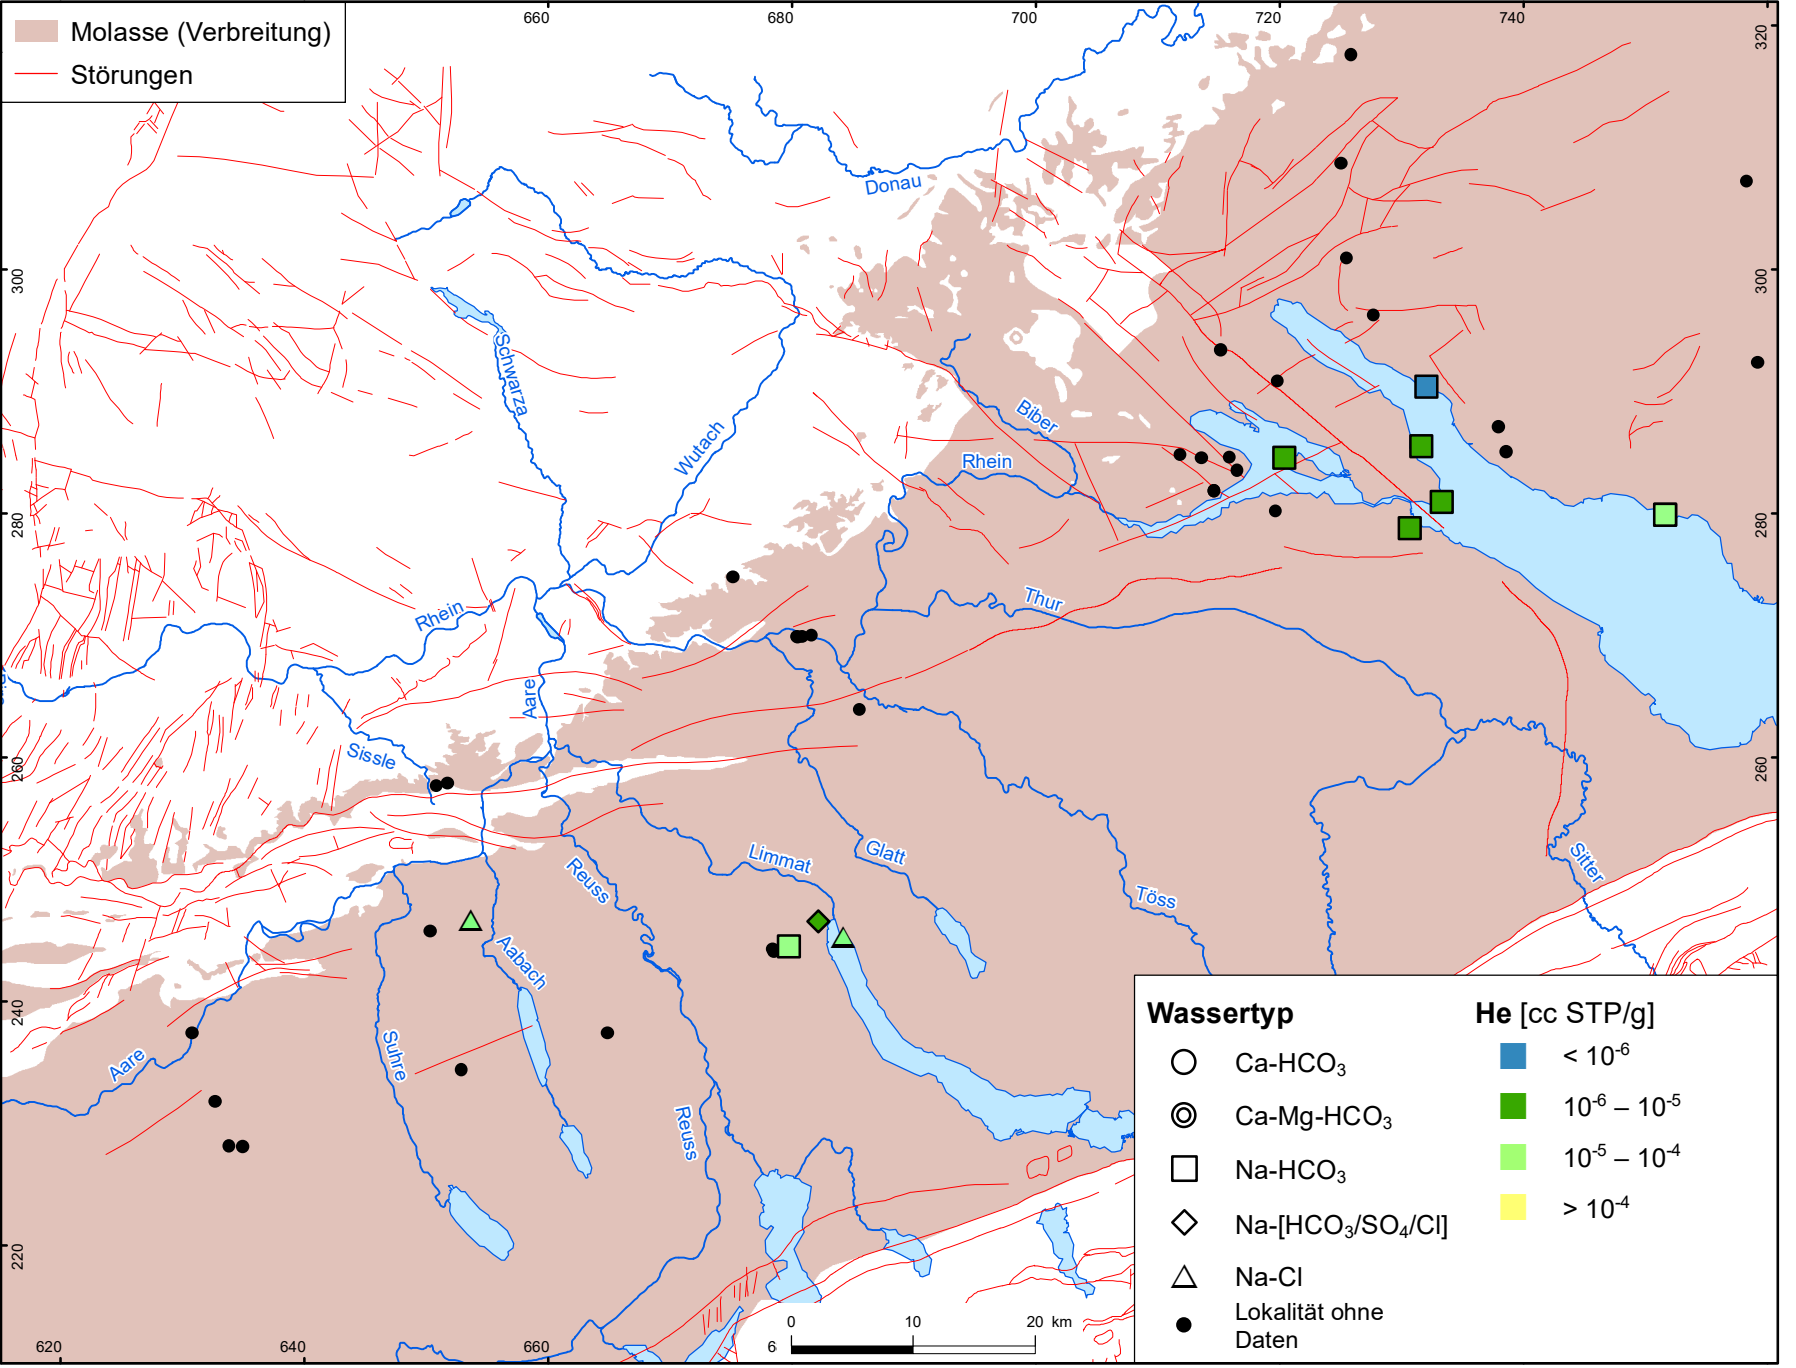 Molasse (Verbreitung)
Störungen
660
680
700
720
740
320
300
280
260
240
220
300
280
260
320
Donau
Schwarza
Wutach
Biber
Rhein
Rhein
Thur
Aare
Sissle
Glatt
Limmat
Reuss
Töss
Sitter
Aabach
Suhre
Aare
Reuss
620
640
660
0 10 20 km
6
Wassertyp
Ca-HCO₃
Ca-Mg-HCO₃
Na-HCO₃
Na-[HCO₃/SO₄/Cl]
Na-Cl
Lokalität ohne
Daten
He [cc STP/g]
< 10⁻⁶
10⁻⁶ – 10⁻⁵
10⁻⁵ – 10⁻⁴
> 10⁻⁴